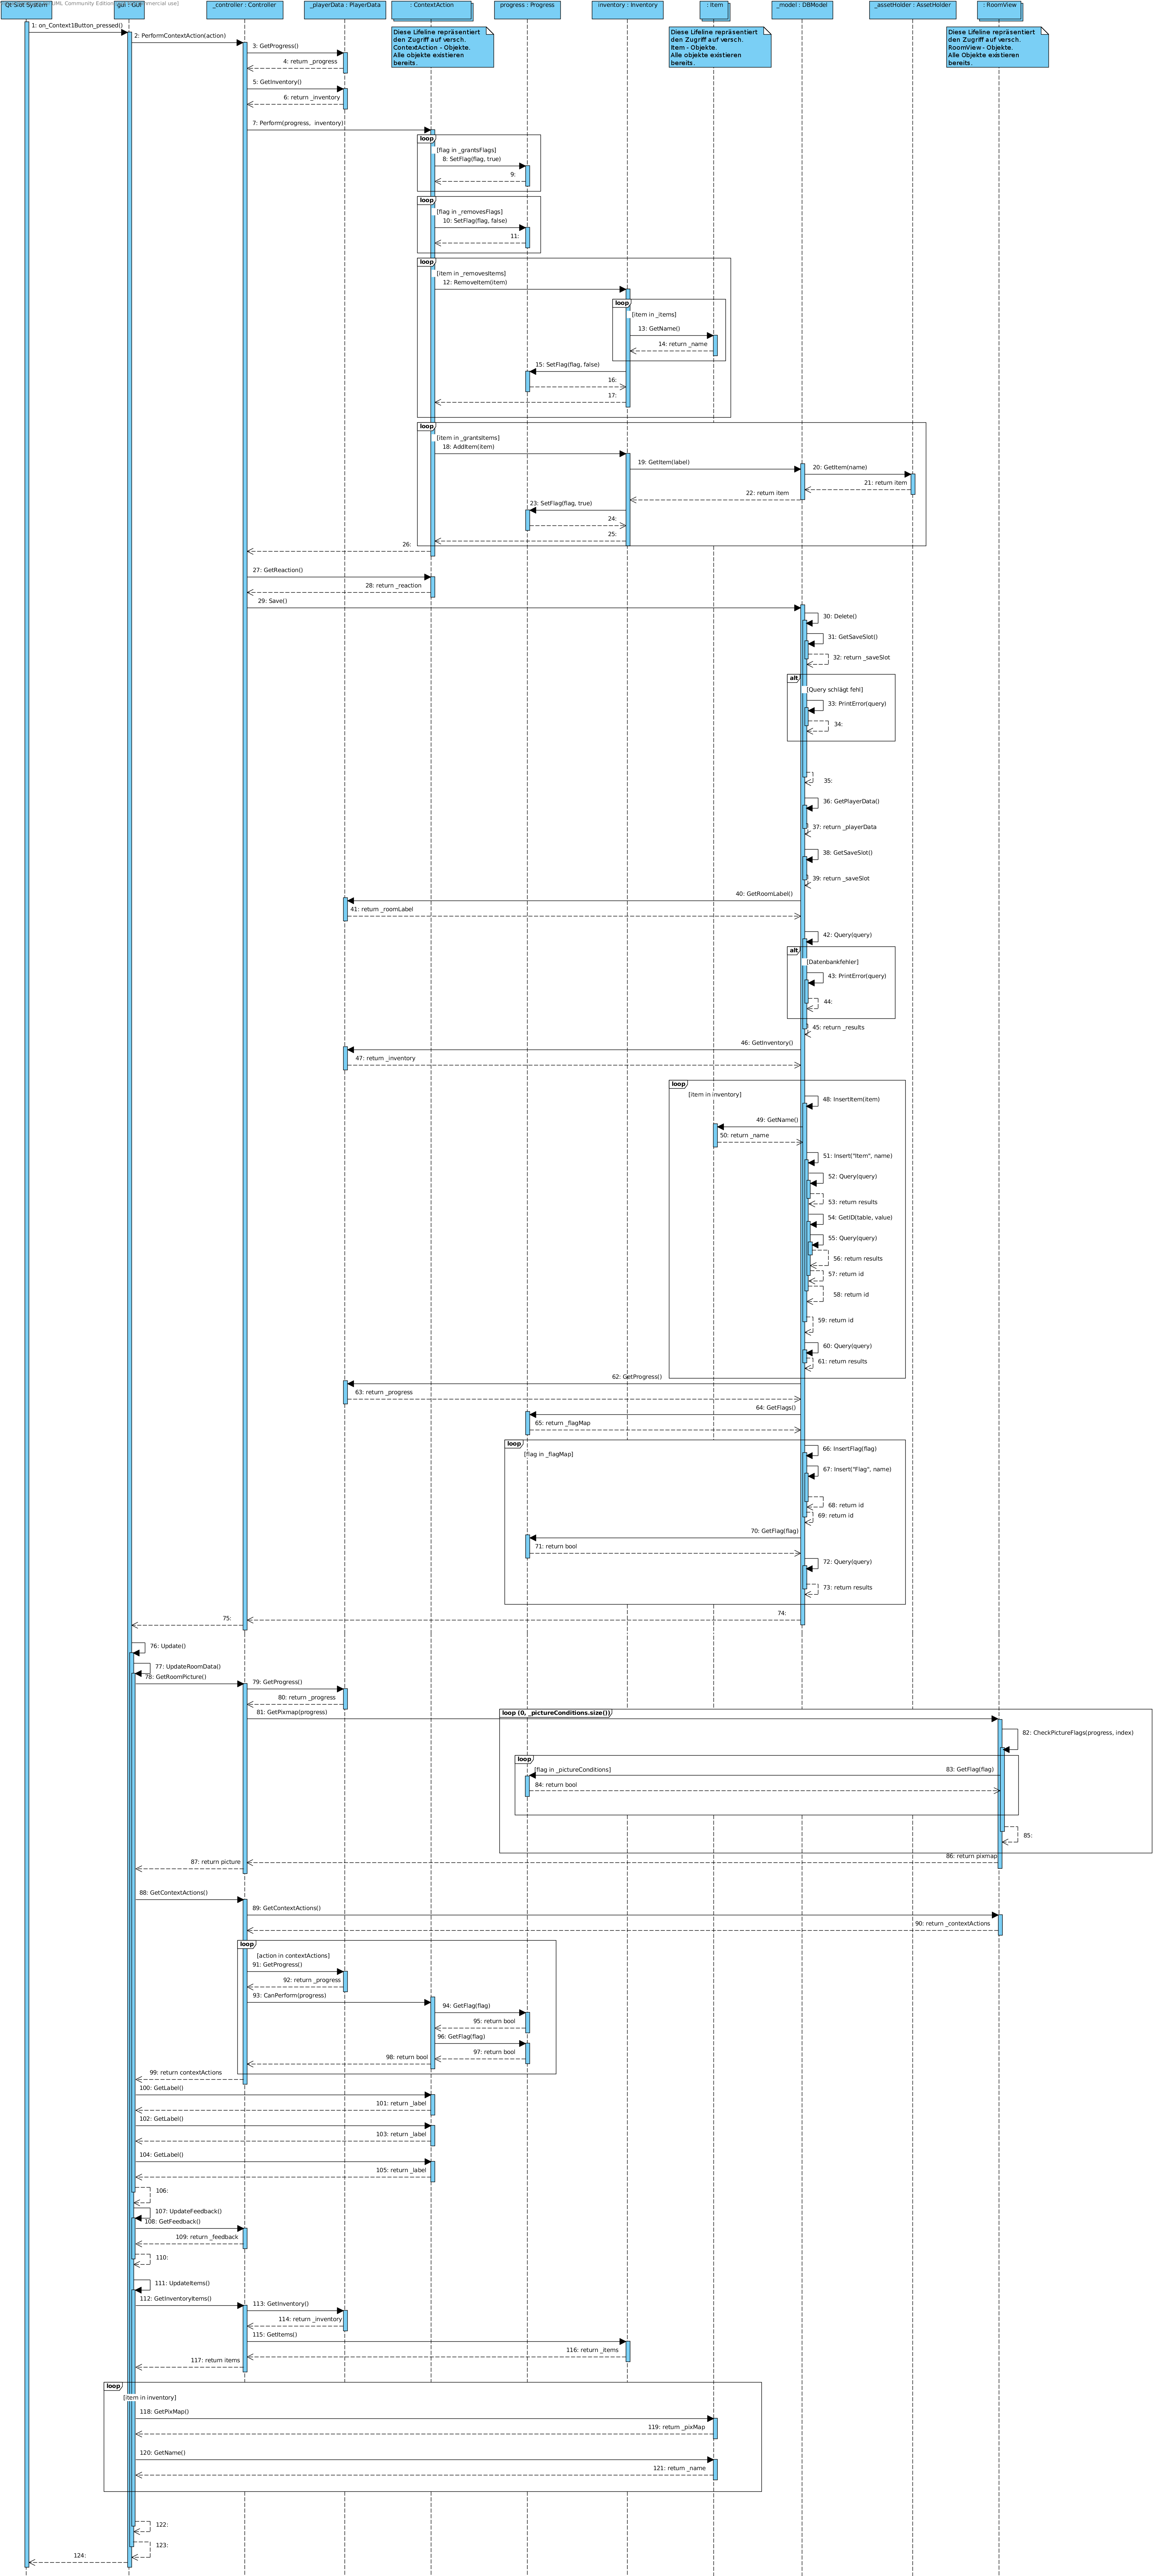 UML Community Edition
mercial use)
Qt Slot System
gui : GUI
_controller : Controller
_playerData : PlayerData
: ContextAction
progress : Progress
inventory : Inventory
: Item
_model : DBModel
_assetHolder : AssetHolder
: RoomView
Diese Lifeline repräsentiert
den Zugriff auf versch.
ContextAction - Objekte.
Alle objekte existieren
bereits.
Diese Lifeline repräsentiert
den Zugriff auf versch.
Item - Objekte.
Alle objekte existieren
bereits.
Diese Lifeline repräsentiert
den Zugriff auf versch.
RoomView - Objekte.
Alle Objekte existieren
bereits.
1: on_Context1Button_pressed()
2: PerformContextAction(action)
3: GetProgress()
4: return _progress
5: GetInventory()
6: return _inventory
7: Perform(progress, inventory)
loop
[flag in _grantsFlags]
8: SetFlag(flag, true)
9:
loop
[flag in _removesFlags]
10: SetFlag(flag, false)
11:
loop
[item in _removesItems]
12: RemoveItem(item)
loop
[item in _items]
13: GetName()
14: return _name
15: SetFlag(flag, false)
16:
17:
loop
[item in _grantsItems]
18: AddItem(item)
19: GetItem(label)
20: GetItem(name)
21: return item
22: return item
23: SetFlag(flag, true)
24:
25:
26:
27: GetReaction()
28: return _reaction
29: Save()
30: Delete()
31: GetSaveSlot()
32: return _saveSlot
alt
[Query schlägt fehl]
33: PrintError(query)
34:
35:
36: GetPlayerData()
37: return _playerData
38: GetSaveSlot()
39: return _saveSlot
40: GetRoomLabel()
41: return _roomLabel
42: Query(query)
alt
[Datenbankfehler]
43: PrintError(query)
44:
45: return _results
46: GetInventory()
47: return _inventory
loop
[item in inventory]
48: InsertItem(item)
49: GetName()
50: return _name
51: Insert("Item", name)
52: Query(query)
53: return results
54: GetID(table, value)
55: Query(query)
56: return results
57: return id
58: return id
59: return id
60: Query(query)
61: return results
62: GetProgress()
63: return _progress
64: GetFlags()
65: return _flagMap
loop
[flag in _flagMap]
66: InsertFlag(flag)
67: Insert("Flag", name)
68: return id
69: return id
70: GetFlag(flag)
71: return bool
72: Query(query)
73: return results
74:
75:
76: Update()
77: UpdateRoomData()
78: GetRoomPicture()
79: GetProgress()
80: return _progress
81: GetPixmap(progress)
loop (0, _pictureConditions.size())
82: CheckPictureFlags(progress, index)
loop
[flag in _pictureConditions]
83: GetFlag(flag)
84: return bool
85:
86: return pixmap
87: return picture
88: GetContextActions()
89: GetContextActions()
90: return _contextActions
loop
[action in contextActions]
91: GetProgress()
92: return _progress
93: CanPerform(progress)
94: GetFlag(flag)
95: return bool
96: GetFlag(flag)
97: return bool
98: return bool
99: return contextActions
100: GetLabel()
101: return _label
102: GetLabel()
103: return _label
104: GetLabel()
105: return _label
106:
107: UpdateFeedback()
108: GetFeedback()
109: return _feedback
110:
111: UpdateItems()
112: GetInventoryItems()
113: GetInventory()
114: return _inventory
115: GetItems()
116: return _items
117: return items
loop
[item in inventory]
118: GetPixMap()
119: return _pixMap
120: GetName()
121: return _name
122:
123:
124: